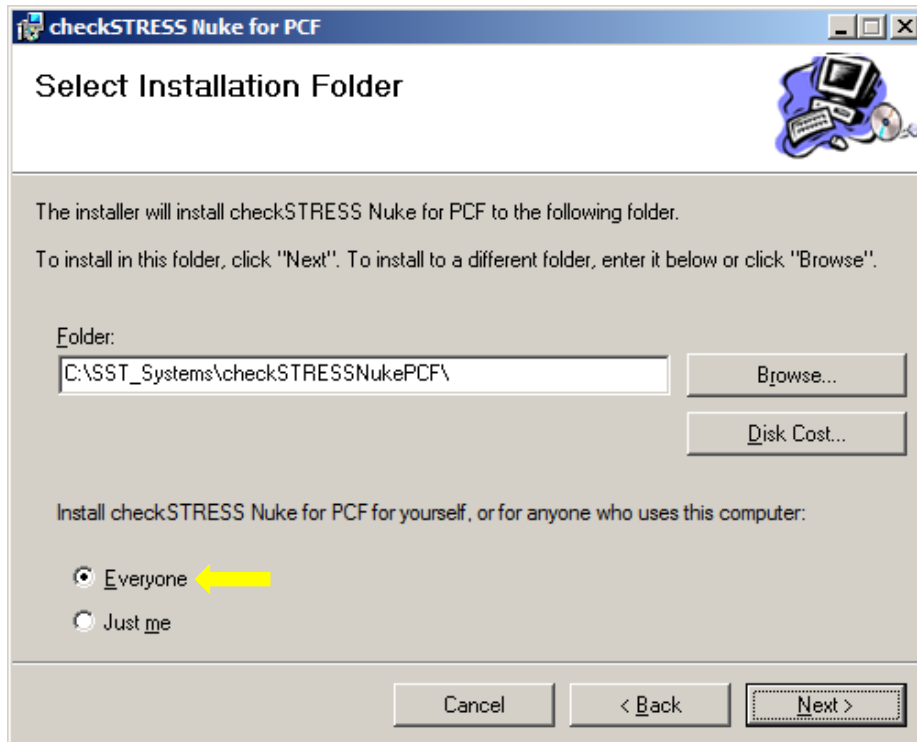 checkSTRESS Nuke for PCF
Select Installation Folder
The installer will install checkSTRESS Nuke for PCF to the following folder.
To install in this folder, click "Next". To install to a different folder, enter it below or click "Browse".
Folder:
C:\SST_Systems\checkSTRESSNukePCF\
Browse...
Disk Cost...
Install checkSTRESS Nuke for PCF for yourself, or for anyone who uses this computer:
Everyone
Just me
Cancel
< Back
Next >